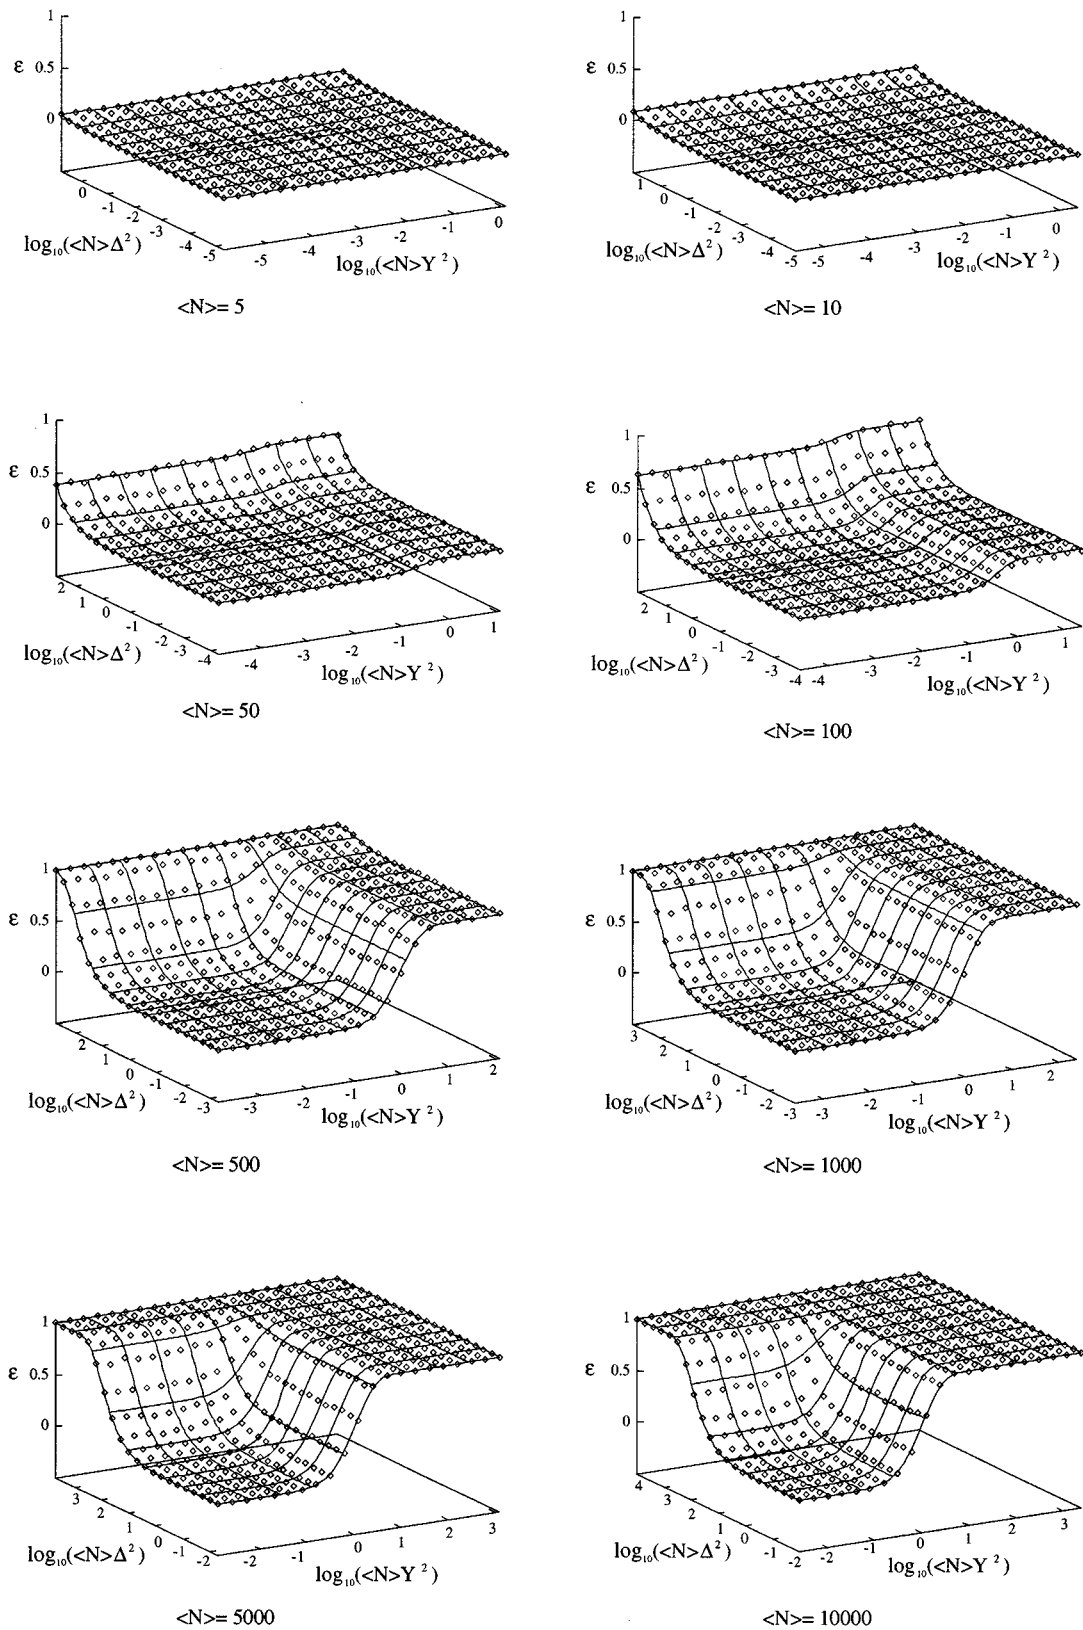 1
ε 0.5
0
0 -1 -2 -3 -4 -5
-5 -4 -3 -2 -1 0
log₁₀(<N>Δ²)
log₁₀(<N>Y²)
<N>= 5
1
ε 0.5
0
1 0 -1 -2 -3 -4 -5
-5 -4 -3 -2 -1 0
log₁₀(<N>Δ²)
log₁₀(<N>Y²)
<N>= 10
1
ε 0.5
0
2 1 0 -1 -2 -3 -4
-4 -3 -2 -1 0 1
log₁₀(<N>Δ²)
log₁₀(<N>Y²)
<N>= 50
1
ε 0.5
0
2 1 0 -1 -2 -3 -4
-4 -3 -2 -1 0 1
log₁₀(<N>Δ²)
log₁₀(<N>Y²)
<N>= 100
1
ε 0.5
0
2 1 0 -1 -2 -3
-3 -2 -1 0 1 2
log₁₀(<N>Δ²)
log₁₀(<N>Y²)
<N>= 500
1
ε 0.5
0
3 2 1 0 -1 -2 -3
-3 -2 -1 0 1 2
log₁₀(<N>Δ²)
log₁₀(<N>Y²)
<N>= 1000
1
ε 0.5
0
3 2 1 0 -1 -2
-2 -1 0 1 2 3
log₁₀(<N>Δ²)
log₁₀(<N>Y²)
<N>= 5000
1
ε 0.5
0
4 3 2 1 0 -1 -2
-2 -1 0 1 2 3
log₁₀(<N>Δ²)
log₁₀(<N>Y²)
<N>= 10000